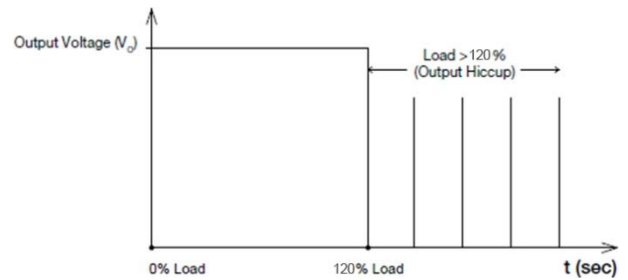 Output Voltage (Vo)
Load >120%
(Output Hiccup)
0% Load
120% Load
t (sec)